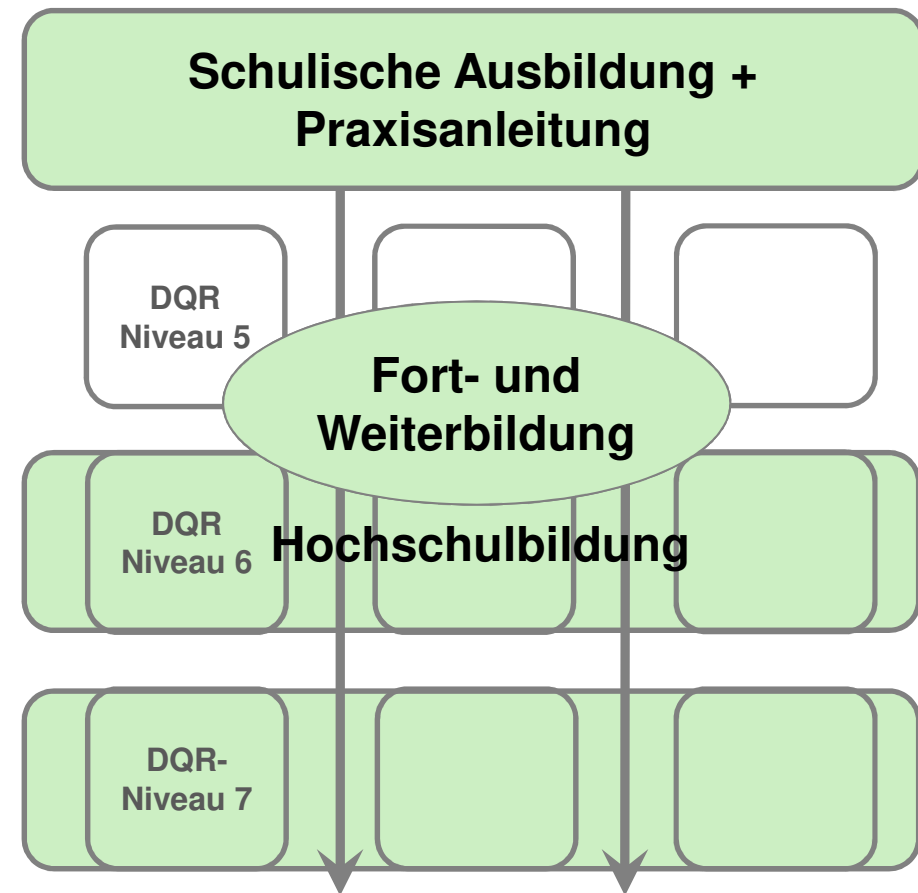 Schulische Ausbildung +
Praxisanleitung
DQR
Niveau 5
Fort- und
Weiterbildung
DQR
Niveau 6
Hochschulbildung
DQR-
Niveau 7